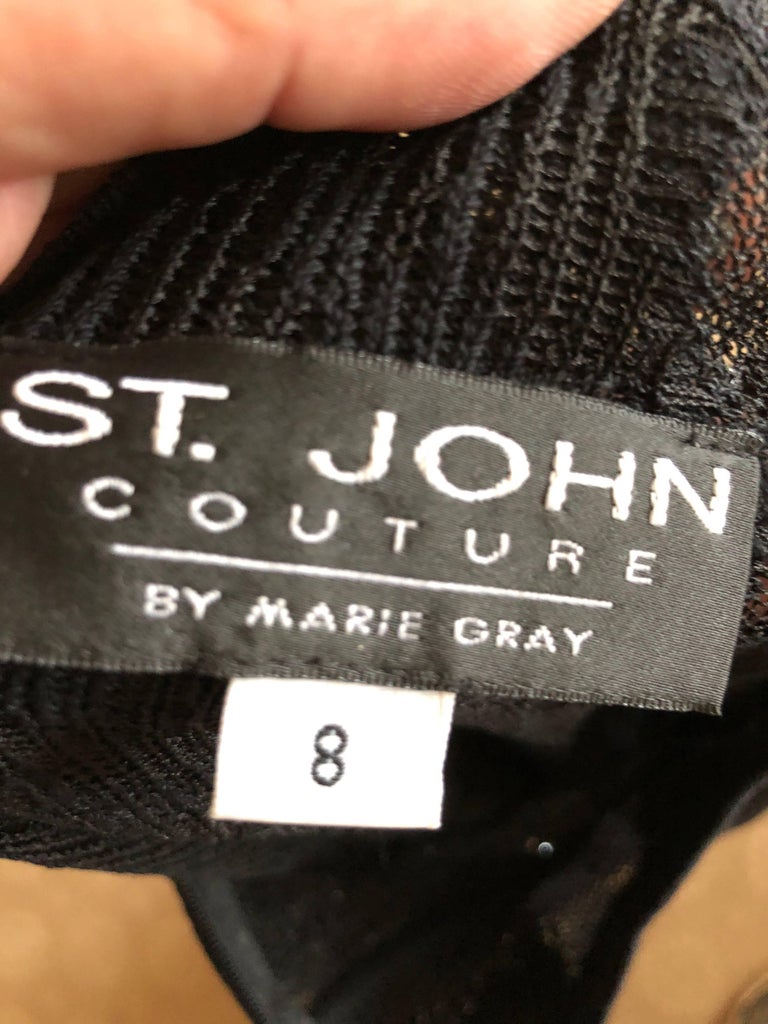 ST. JOHN
COUTURE
BY MARIE GRAY
8